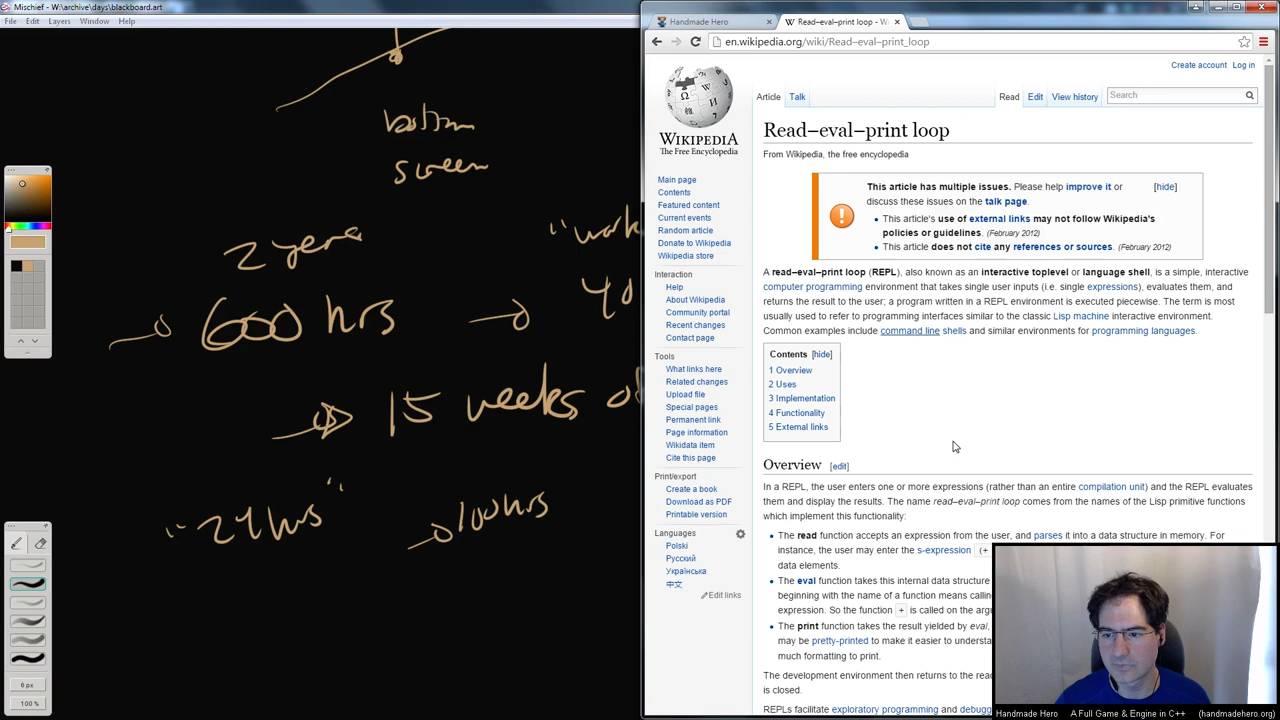 Mischief - W:\archive\days\blackboard.art
File Edit Layers Window Help
bottom
screen
2 years
"work
600 hrs
40
15 weeks of
"24 hrs"
100hrs
6 px
100 %
Handmade Hero
Read–eval–print loop - Wi
en.wikipedia.org/wiki/Read–eval–print_loop
Create account Log in
WIKIPEDIA
The Free Encyclopedia
Main page
Contents
Featured content
Current events
Random article
Donate to Wikipedia
Wikipedia store
Interaction
Help
About Wikipedia
Community portal
Recent changes
Contact page
Tools
What links here
Related changes
Upload file
Special pages
Permanent link
Page information
Wikidata item
Cite this page
Print/export
Create a book
Download as PDF
Printable version
Languages
Polski
Русский
Українська
中文
Edit links
Article Talk Read Edit View history Search
Read–eval–print loop
From Wikipedia, the free encyclopedia
This article has multiple issues. Please help improve it or [hide]
discuss these issues on the talk page.
• This article's use of external links may not follow Wikipedia's
policies or guidelines. (February 2012)
• This article does not cite any references or sources. (February 2012)
A read–eval–print loop (REPL), also known as an interactive toplevel or language shell, is a simple, interactive
computer programming environment that takes single user inputs (i.e. single expressions), evaluates them, and
returns the result to the user; a program written in a REPL environment is executed piecewise. The term is most
usually used to refer to programming interfaces similar to the classic Lisp machine interactive environment.
Common examples include command line shells and similar environments for programming languages.
Contents [hide]
1 Overview
2 Uses
3 Implementation
4 Functionality
5 External links
Overview [edit]
In a REPL, the user enters one or more expressions (rather than an entire compilation unit) and the REPL evaluates
them and display the results. The name read–eval–print loop comes from the names of the Lisp primitive functions
which implement this functionality:
• The read function accepts an expression from the user, and parses it into a data structure in memory. For
instance, the user may enter the s-expression (+
data elements.
• The eval function takes this internal data structure
beginning with the name of a function means calling
expression. So the function + is called on the argu
• The print function takes the result yielded by eval,
may be pretty-printed to make it easier to understa
much formatting to print.
The development environment then returns to the read
is closed.
REPLs facilitate exploratory programming and debugg
Handmade Hero A Full Game & Engine in C++ (handmadehero.org)